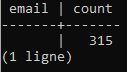 email | count
-------+-------
 | 315
(1 ligne)